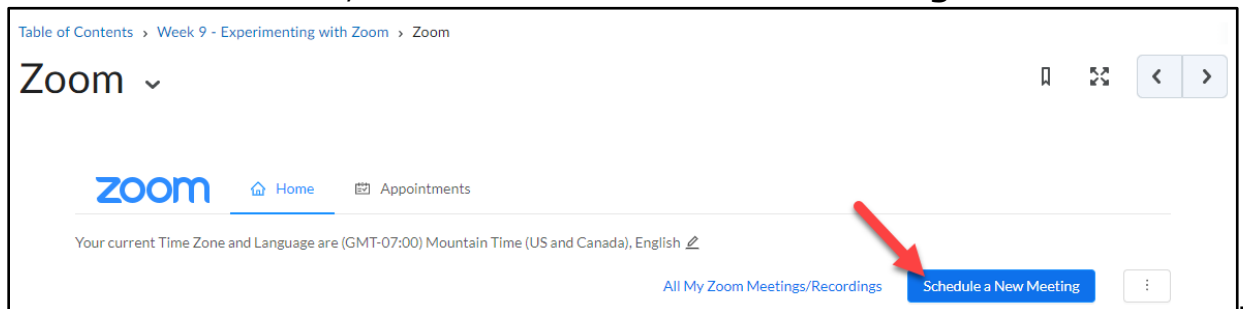 Table of Contents > Week 9 - Experimenting with Zoom > Zoom
Zoom
zoom Home Appointments
Your current Time Zone and Language are (GMT-07:00) Mountain Time (US and Canada), English
All My Zoom Meetings/Recordings Schedule a New Meeting